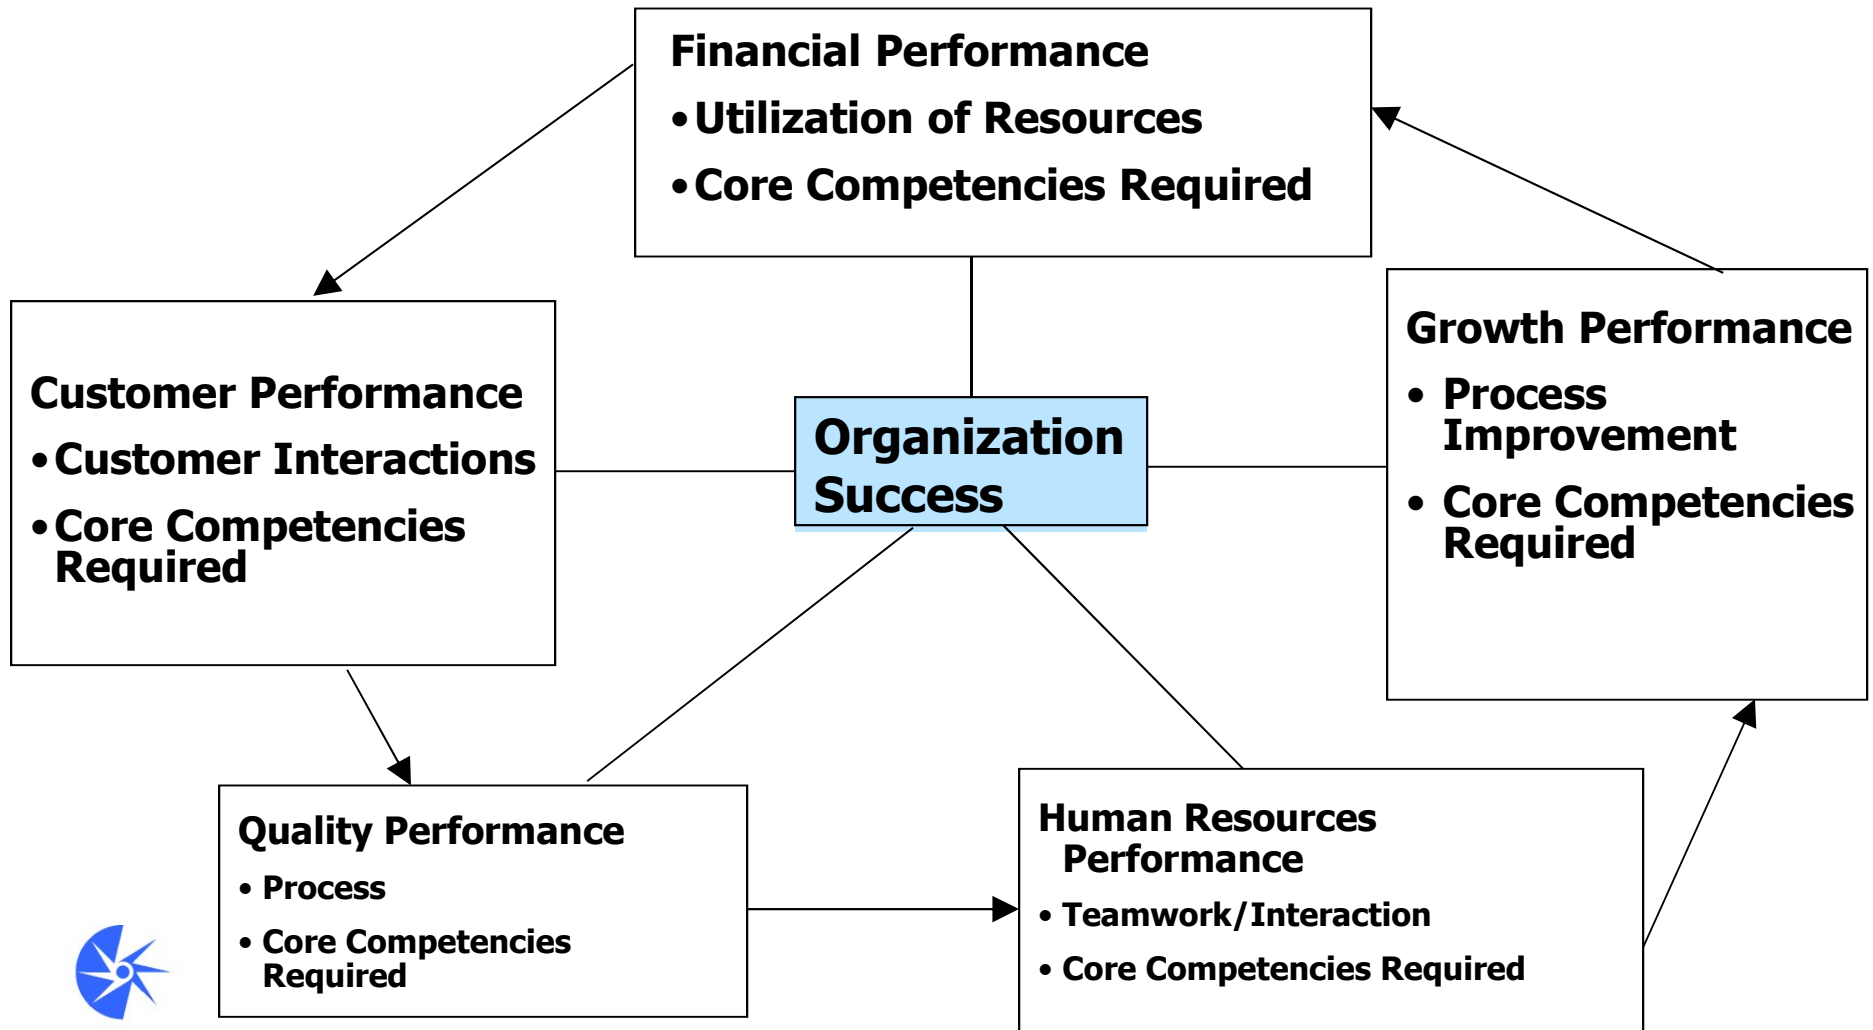 Financial Performance
•Utilization of Resources
•Core Competencies Required
Customer Performance
•Customer Interactions
•Core Competencies
Required
Organization
Success
Growth Performance
• Process
Improvement
• Core Competencies
Required
Quality Performance
• Process
• Core Competencies
Required
Human Resources
Performance
• Teamwork/Interaction
• Core Competencies Required